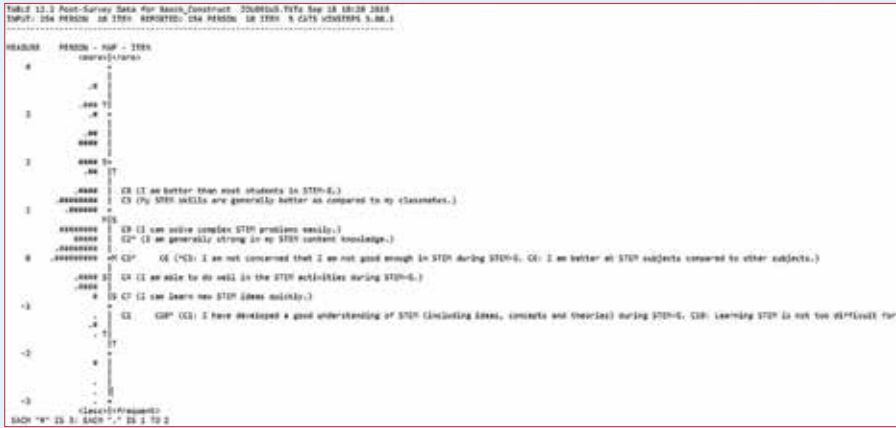 TABLE 12.2 Post-Survey Data for Rasch_Construct Sep 18 2019
INPUT: 254 PERSON 10 ITEM REPORTED: 254 PERSON 10 ITEM 5 CATS WINSTEPS
MEASURE PERSON - MAP - ITEM
<more>|<rare>
.#
.### T|
.# +
.##
####
#### S+
.## |T
.#### | C8 (I am better than most students in STEM-S.)
.######## | C5 (My STEM skills are generally better as compared to my classmates.)
.###### +
M|S
######## | C9 (I can solve complex STEM problems easily.)
##### | C2* (I am generally strong in my STEM content knowledge.)
.########
0 .######### +M C3* C6 (*C3: I am not concerned that I am not good enough in STEM during STEM-S. C6: I am better at STEM subjects compared to other subjects.)
.#### S| C4 (I am able to do well in the STEM activities during STEM-S.)
.####
# |S C7 (I can learn new STEM ideas quickly.)
-1
. | C1 C10* (C1: I have developed a good understanding of STEM (including ideas, concepts and theories) during STEM-S. C10: Learning STEM is not too difficult for
.#
. T|
|T
-2
#
.
.
-3 . +
<less>|<frequent>
EACH "#" IS 3: EACH "." IS 1 TO 2